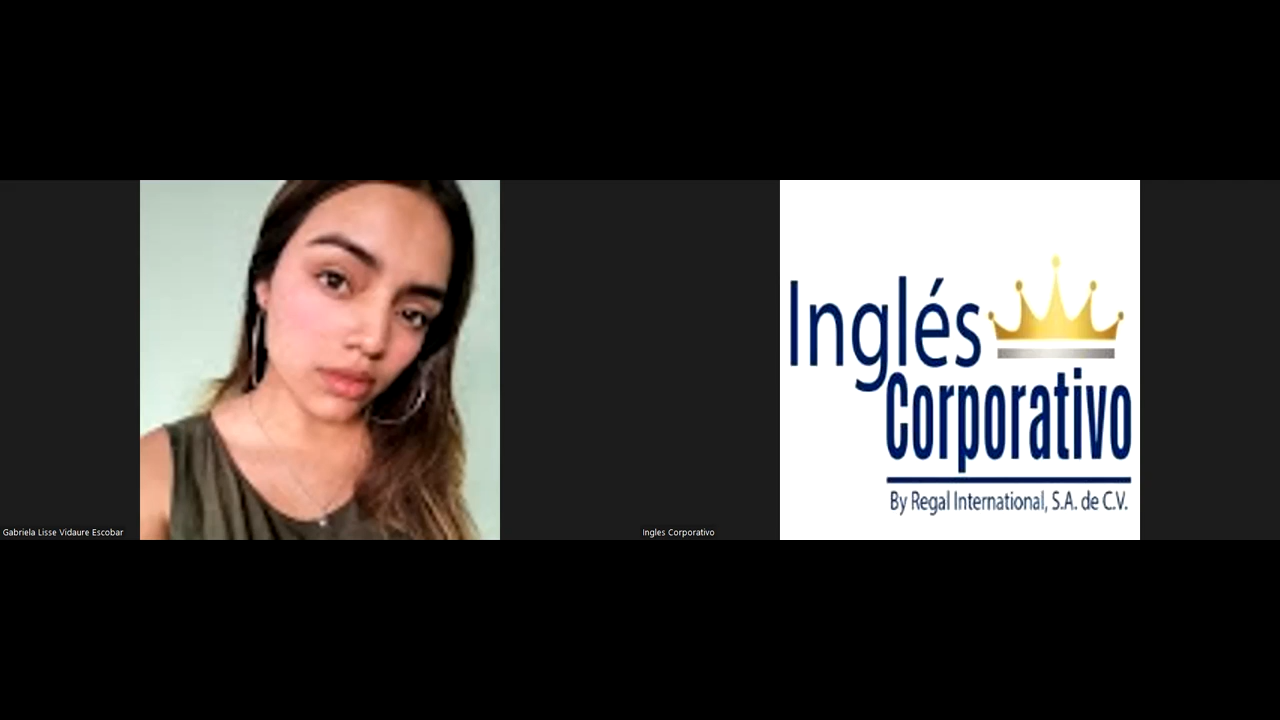 Inglés
Corporativo
By Regal International, S.A. de C.V.
Gabriela Lisse Vidaure Escobar
Ingles Corporativo